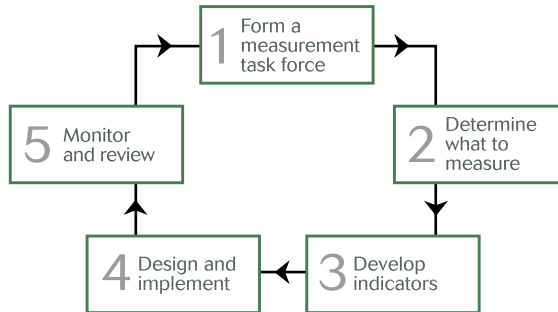 1 Form a
measurement
task force
2 Determine
what to
measure
3 Develop
indicators
4 Design and
implement
5 Monitor
and review